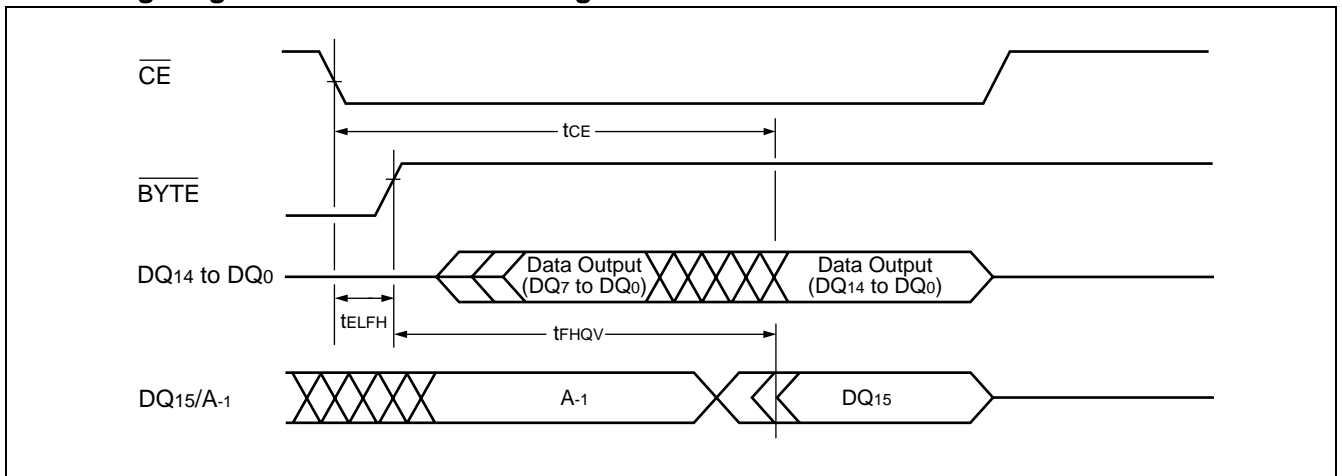 CE
tCE
BYTE
DQ14 to DQ0
Data Output
(DQ7 to DQ0)
Data Output
(DQ14 to DQ0)
tELFH
tFHQV
DQ15/A-1
A-1
DQ15